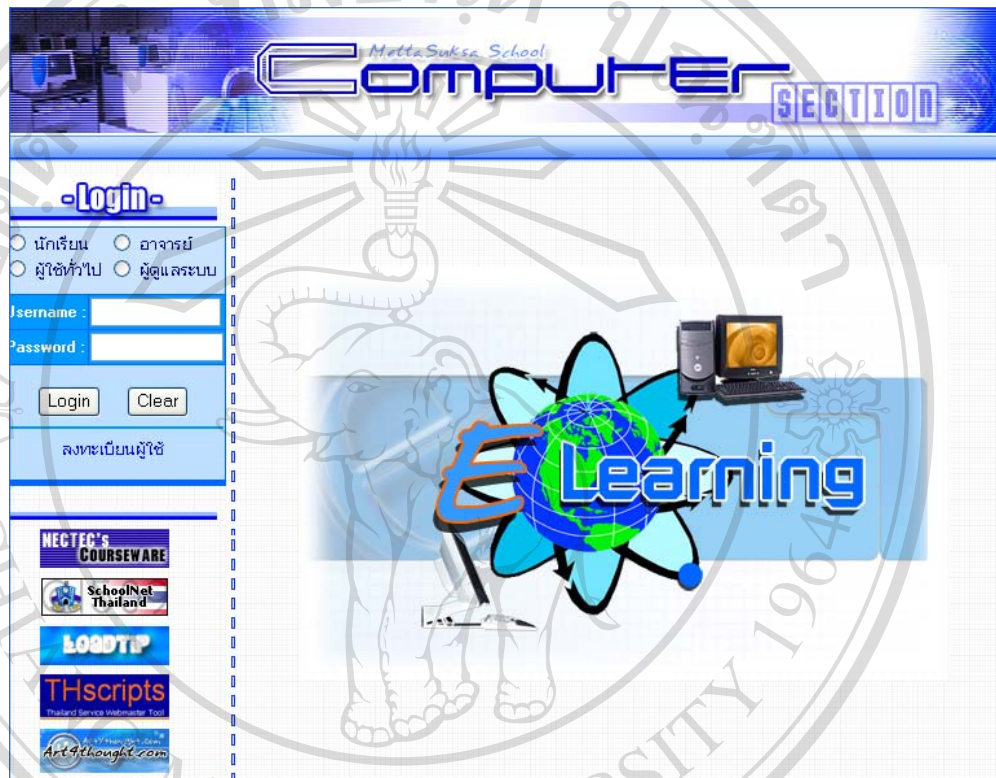 MettaSuksa School
Computer
SECTION
- Login -
นักเรียน อาจารย์
ผู้ใช้ทั่วไป ผู้ดูแลระบบ
Username :
Password :
Login Clear
ลงทะเบียนผู้ใช้
E Learning
NECTEC's
COURSEWARE
SchoolNet
Thailand
THscripts
Thailand Service Webmaster Tool
Art4thought.com
1964